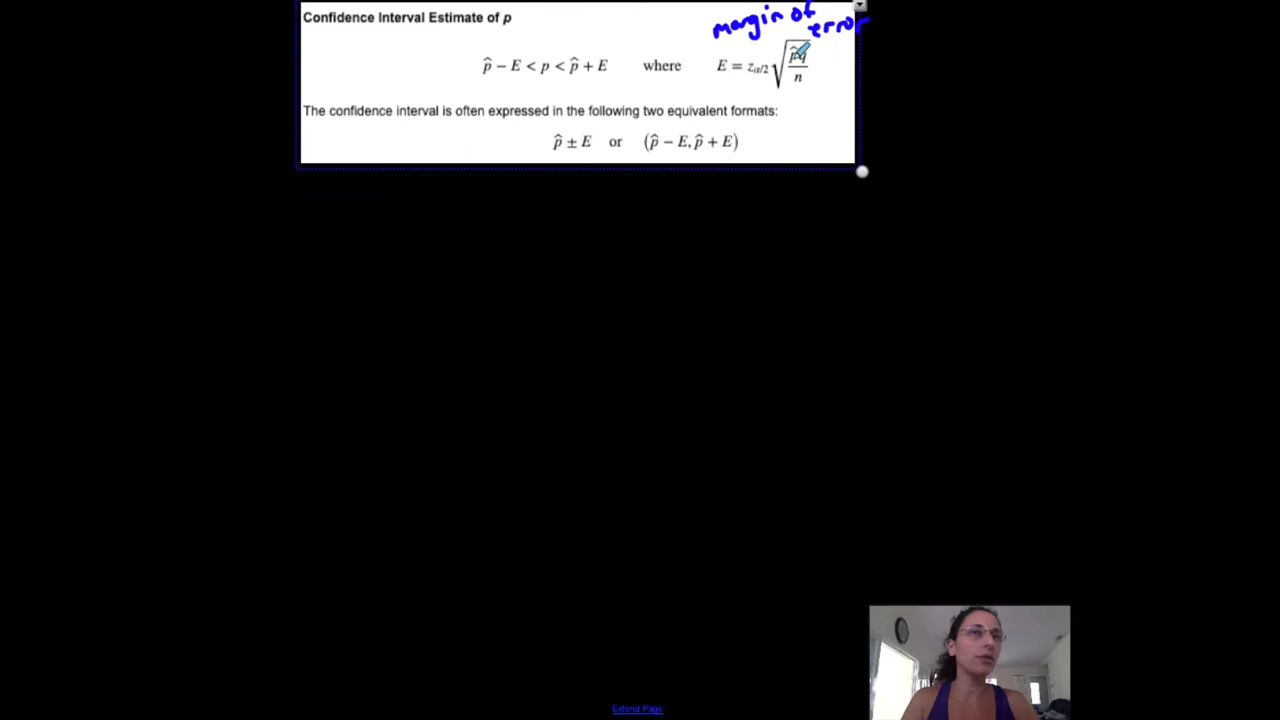 Confidence Interval Estimate of p
margin of error
p̂ − E < p < p̂ + E where E = z_{α/2} √(p̂q̂/n)
The confidence interval is often expressed in the following two equivalent formats:
p̂ ± E or (p̂ − E, p̂ + E)
Extend Page